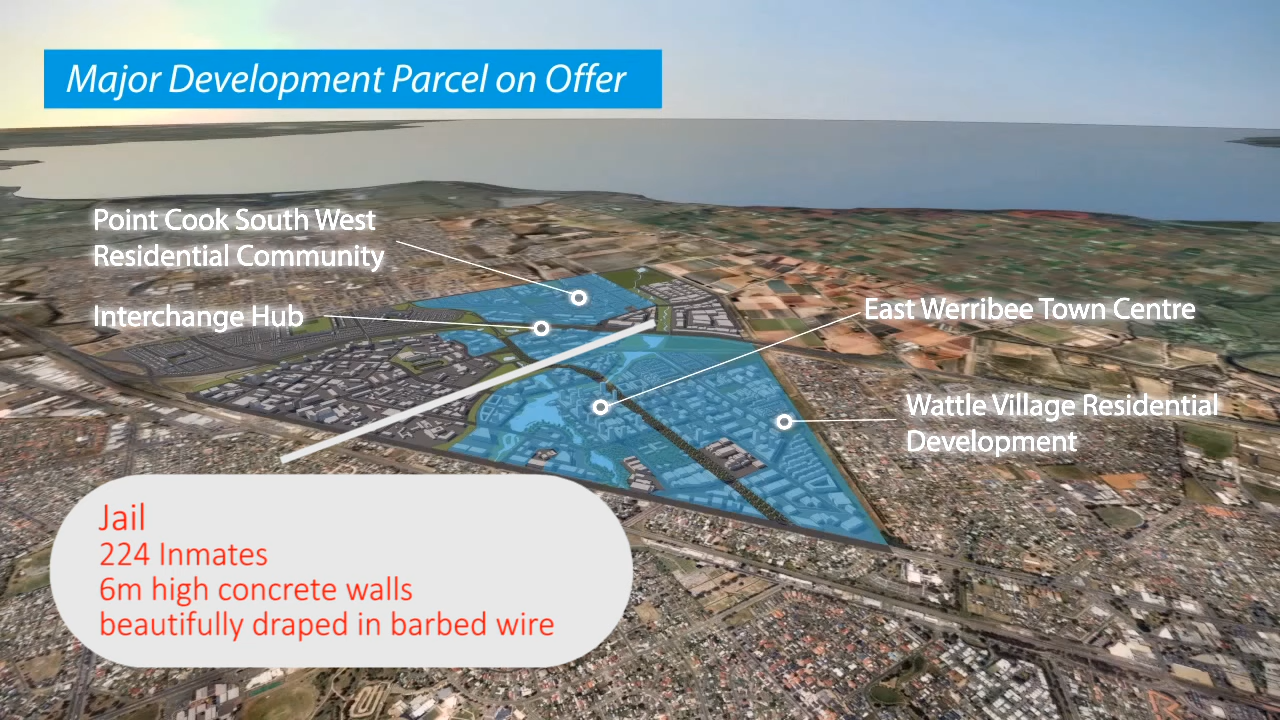 Major Development Parcel on Offer
Point Cook South West
Residential Community
Interchange Hub
East Werribee Town Centre
Wattle Village Residential
Development
Jail
224 Inmates
6m high concrete walls
beautifully draped in barbed wire